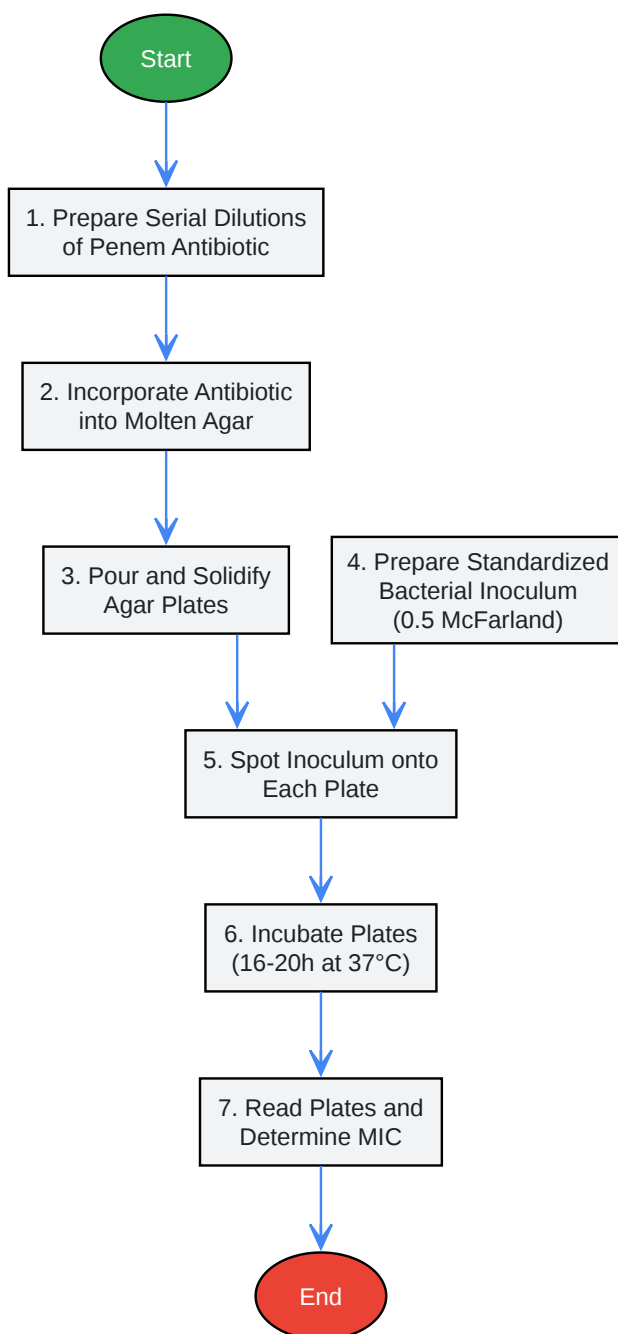 Start
1. Prepare Serial Dilutions
of Penem Antibiotic
2. Incorporate Antibiotic
into Molten Agar
3. Pour and Solidify
Agar Plates
4. Prepare Standardized
Bacterial Inoculum
(0.5 McFarland)
5. Spot Inoculum onto
Each Plate
6. Incubate Plates
(16-20h at 37°C)
7. Read Plates and
Determine MIC
End